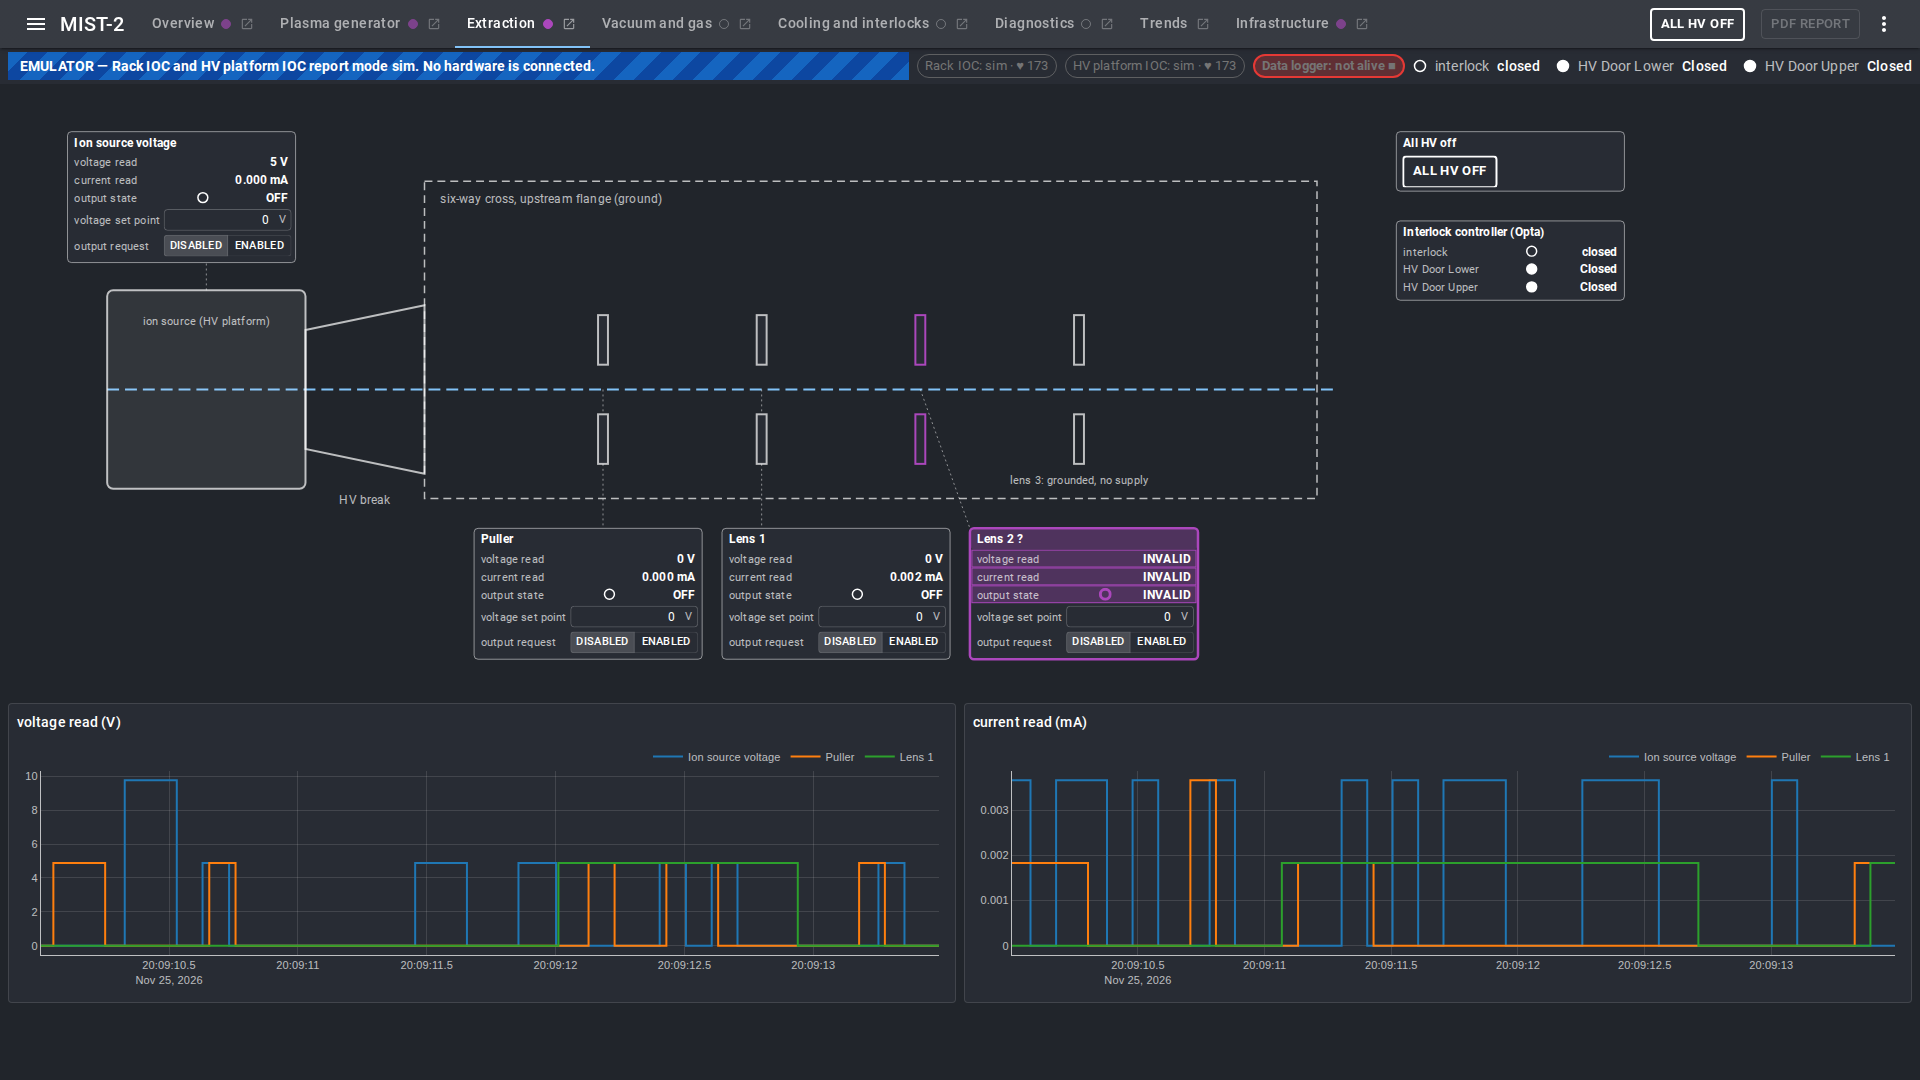 MIST-2
Overview
Plasma generator
Extraction
Vacuum and gas
Cooling and interlocks
Diagnostics
Trends
Infrastructure
ALL HV OFF
PDF REPORT
EMULATOR — Rack IOC and HV platform IOC report mode sim. No hardware is connected.
Rack IOC: sim · ♥ 173
HV platform IOC: sim · ♥ 173
Data logger: not alive ■
interlock closed
HV Door Lower Closed
HV Door Upper Closed
Ion source voltage
voltage read 5 V
current read 0.000 mA
output state OFF
voltage set point 0 V
output request DISABLED ENABLED
All HV off
ALL HV OFF
six-way cross, upstream flange (ground)
Interlock controller (Opta)
interlock closed
HV Door Lower Closed
HV Door Upper Closed
ion source (HV platform)
lens 3: grounded, no supply
HV break
Puller
voltage read 0 V
current read 0.000 mA
output state OFF
voltage set point 0 V
output request DISABLED ENABLED
Lens 1
voltage read 0 V
current read 0.002 mA
output state OFF
voltage set point 0 V
output request DISABLED ENABLED
Lens 2 ?
voltage read INVALID
current read INVALID
output state INVALID
voltage set point 0 V
output request DISABLED ENABLED
voltage read (V)
Ion source voltage Puller Lens 1
10
8
6
4
2
0
20:09:10.5 20:09:11 20:09:11.5 20:09:12 20:09:12.5 20:09:13
Nov 25, 2026
current read (mA)
Ion source voltage Puller Lens 1
0.003
0.002
0.001
0
20:09:10.5 20:09:11 20:09:11.5 20:09:12 20:09:12.5 20:09:13
Nov 25, 2026